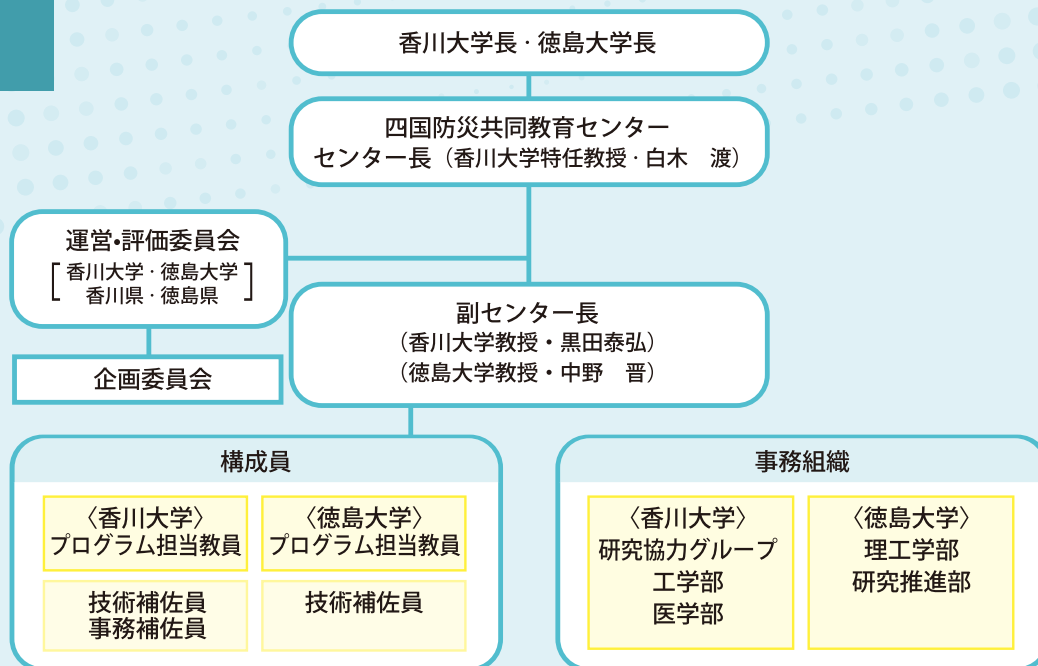 香川大学長・徳島大学長
四国防災共同教育センター
センター長（香川大学特任教授・白木　渡）
運営・評価委員会
香川大学・徳島大学
香川県・徳島県
企画委員会
副センター長
（香川大学教授・黒田泰弘）
（徳島大学教授・中野　晋）
構成員
〈香川大学〉
プログラム担当教員
〈徳島大学〉
プログラム担当教員
技術補佐員
事務補佐員
技術補佐員
事務組織
〈香川大学〉
研究協力グループ
工学部
医学部
〈徳島大学〉
理工学部
研究推進部